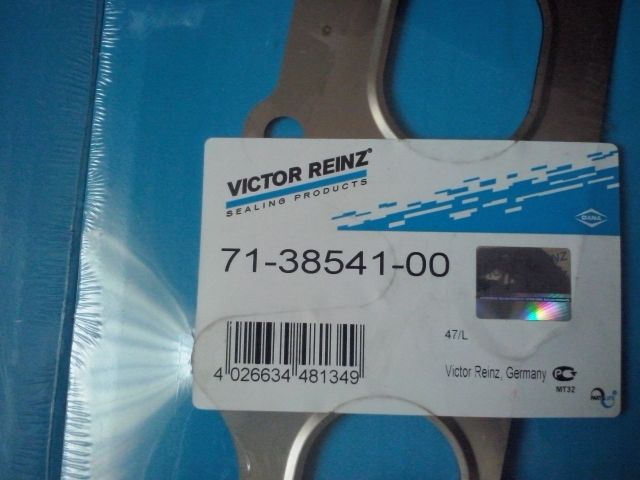 VICTOR REINZ®
SEALING PRODUCTS
DANA
71-38541-00
47/L
4 026634 481349
Victor Reinz, Germany
MT32